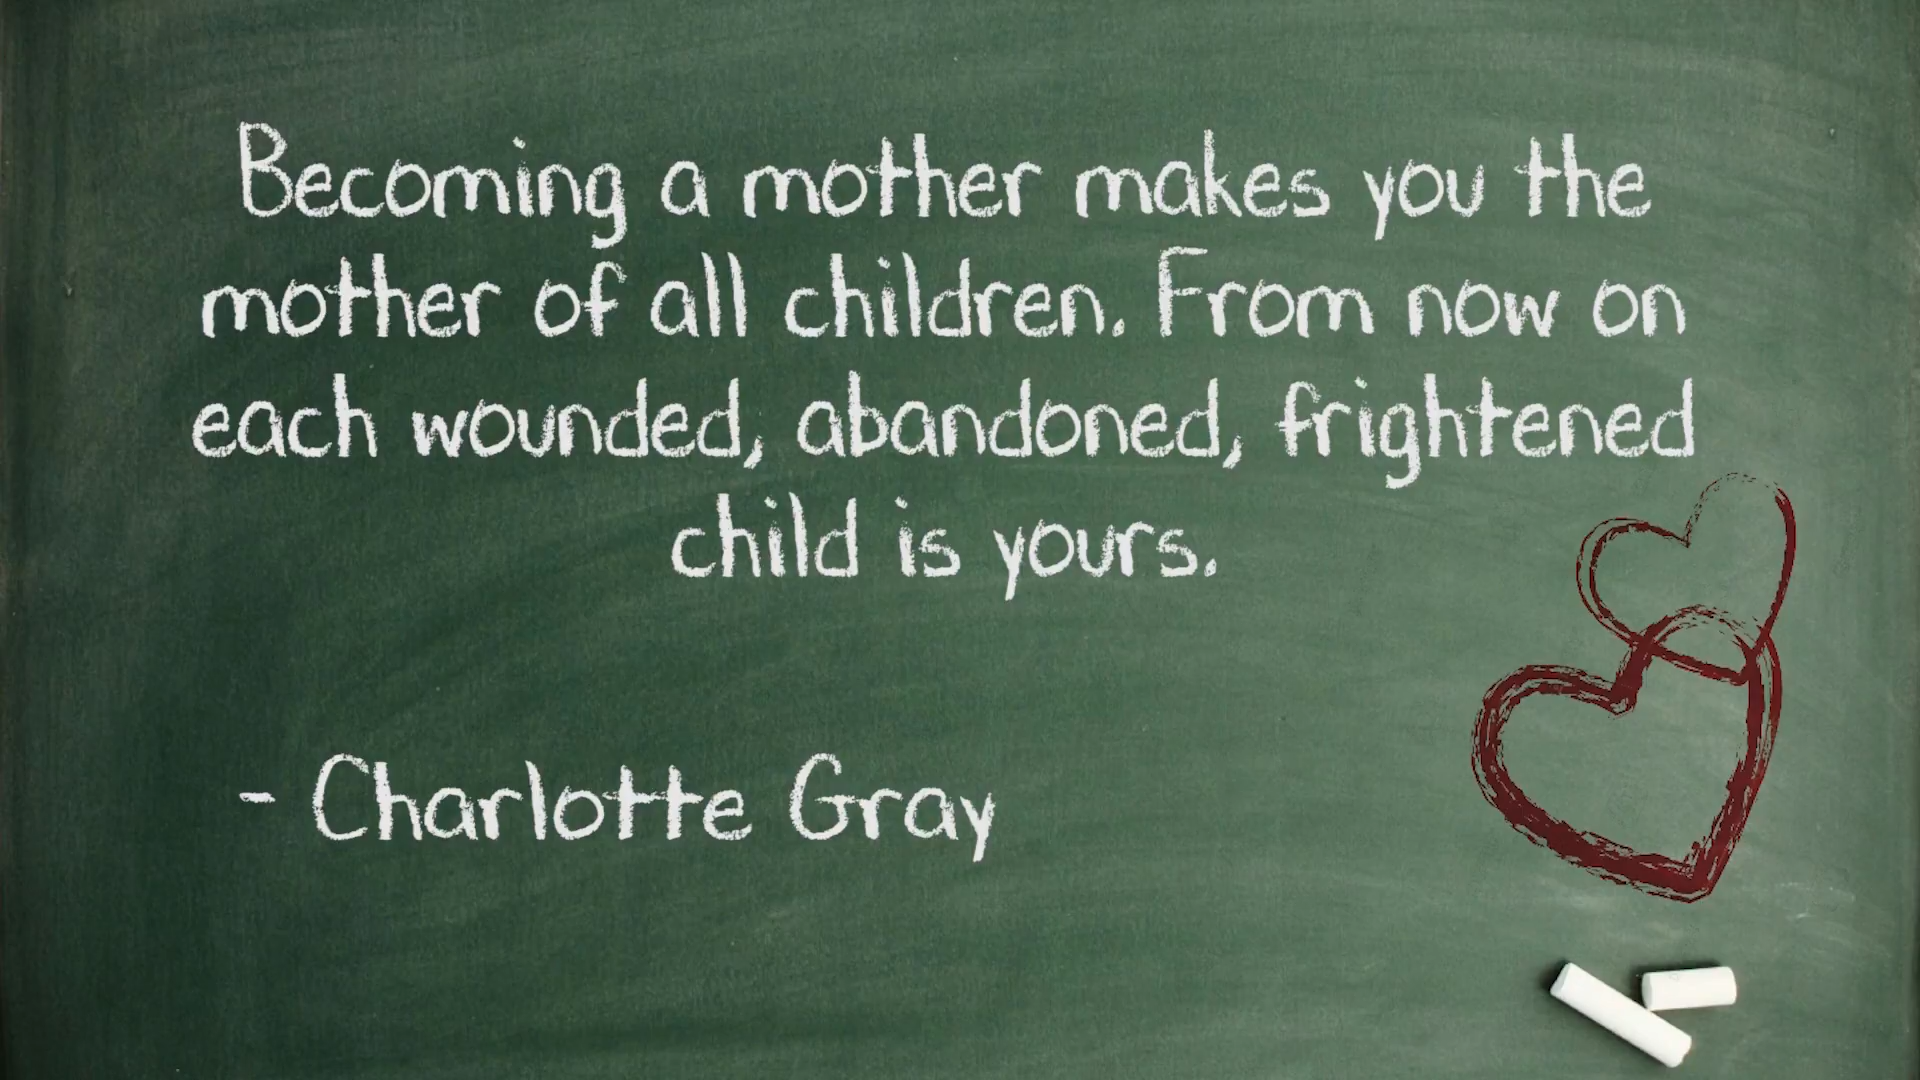 Becoming a mother makes you the
mother of all children. From now on
each wounded, abandoned, frightened
child is yours.
- Charlotte Gray